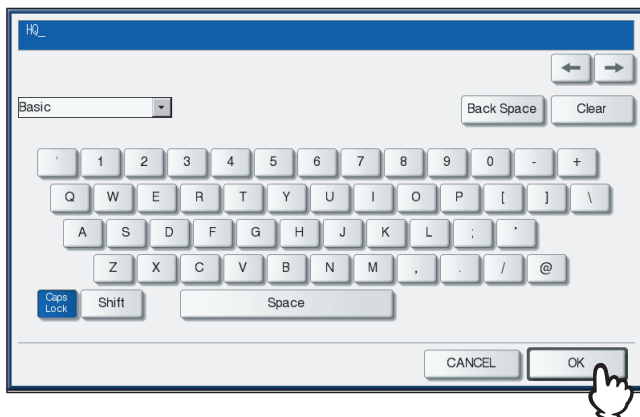 HQ_
Basic
Back Space Clear
` 1 2 3 4 5 6 7 8 9 0 - +
Q W E R T Y U I O P [ ] \
A S D F G H J K L ; '
Z X C V B N M , . / @
Caps Lock Shift Space
CANCEL OK